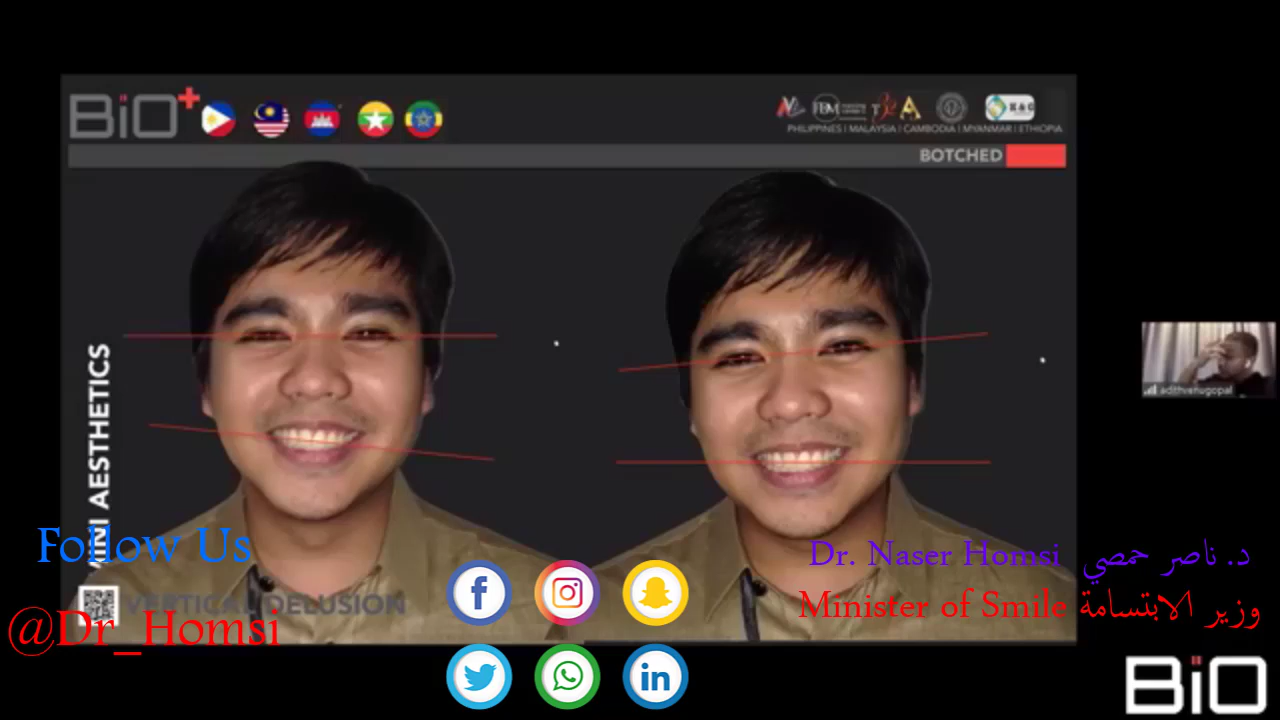 BiO+
PHILIPPINES | MALAYSIA | CAMBODIA | MYANMAR | ETHIOPIA
BOTCHED
MINI AESTHETICS
VERTICAL DELUSION
adithvenugopal
Follow Us
@Dr_Homsi
Dr. Naser Homsi د. ناصر حمصي
Minister of Smile وزير الابتسامة
BiO